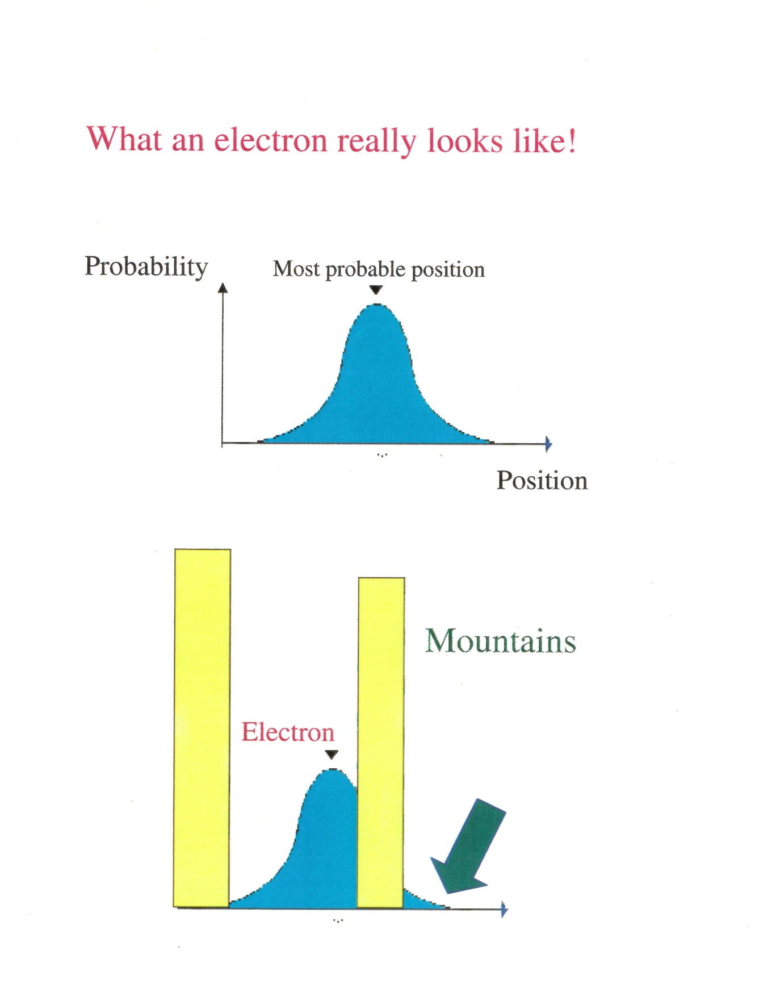 What an electron really looks like!
Probability
Most probable position
Position
Mountains
Electron